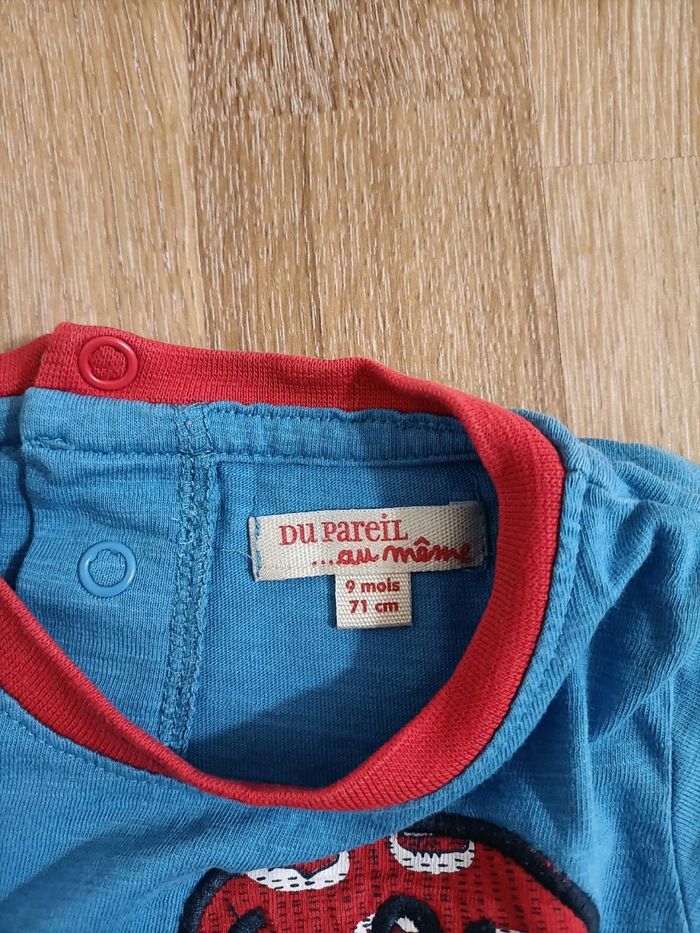 DU PAREIL
...au même
9 mois
71 cm